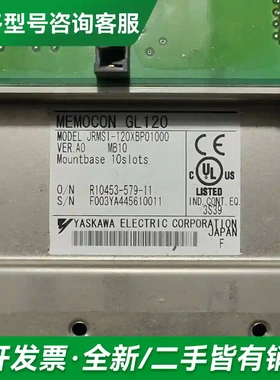 多型号咨询客服
MEMOCON GL120
MODEL JRMSI-120XBP01000
VER.A0 MB10
Mountbase 10slots
C UL US
LISTED
IND.CONT.EQ.
3S39
O/N R10453-579-11
S/N F003YA445610011
YASKAWA ELECTRIC CORPORATION
JAPAN
F
开发票·全新/二手皆有销